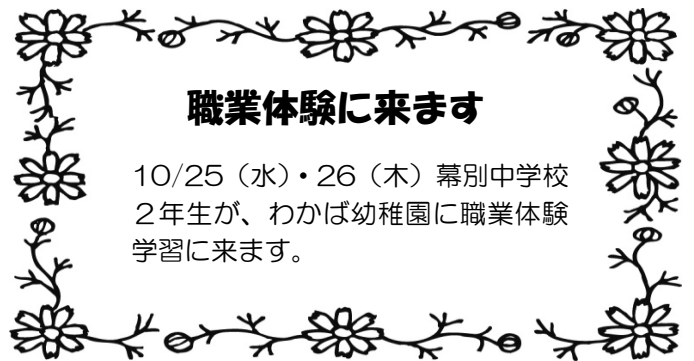 職業体験に来ます
10/25（水）・26（木）幕別中学校
２年生が、わかば幼稚園に職業体験
学習に来ます。